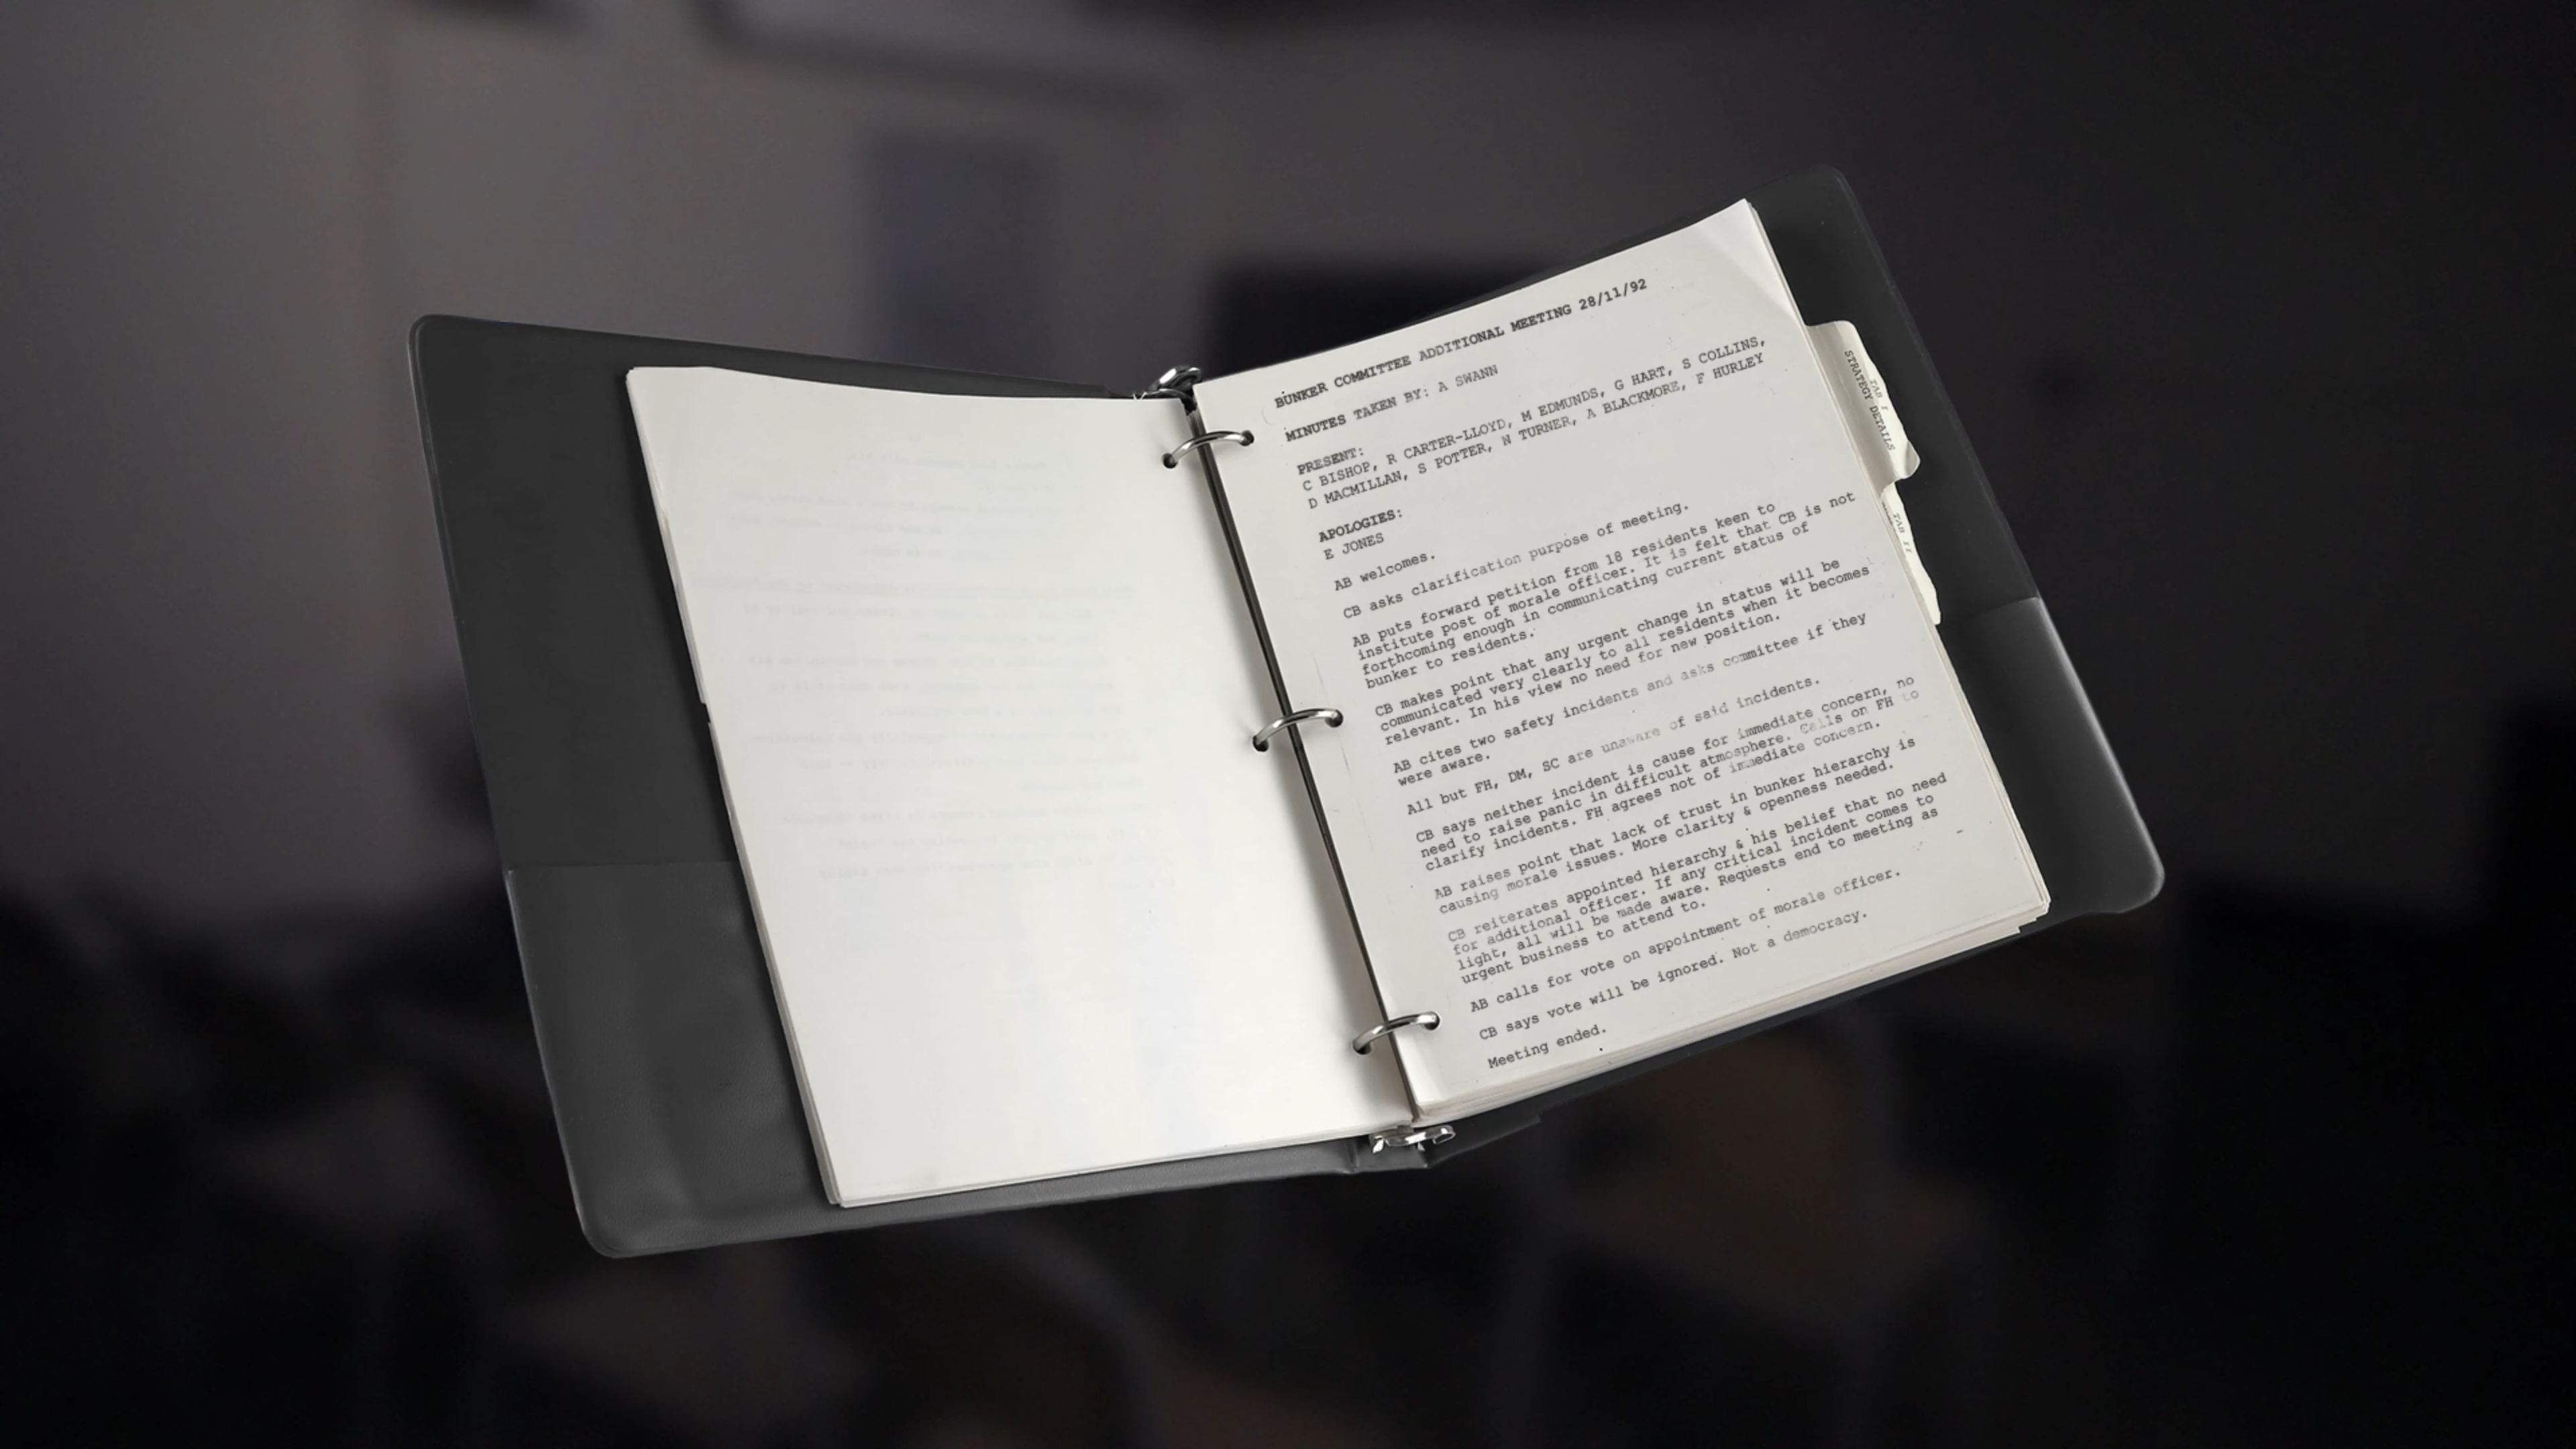 BUNKER COMMITTEE ADDITIONAL MEETING 28/11/92
MINUTES TAKEN BY: A SWANN
PRESENT:
C BISHOP, R CARTER-LLOYD, M EDMUNDS, G HART, S COLLINS,
D MACMILLAN, S POTTER, N TURNER, A BLACKMORE, F HURLEY
APOLOGIES:
E JONES
AB welcomes.
CB asks clarification purpose of meeting.
AB puts forward petition from 18 residents keen to
institute post of morale officer. It is felt that CB is not
forthcoming enough in communicating current status of
bunker to residents.
CB makes point that any urgent change in status will be
communicated very clearly to all residents when it becomes
relevant. In his view no need for new position.
AB cites two safety incidents and asks committee if they
were aware.
All but FH, DM, SC are unaware of said incidents.
CB says neither incident is cause for immediate concern, no
need to raise panic in difficult atmosphere. Calls on FH to
clarify incidents. FH agrees not of immediate concern.
AB raises point that lack of trust in bunker hierarchy is
causing morale issues. More clarity & openness needed.
CB reiterates appointed hierarchy & his belief that no need
for additional officer. If any critical incident comes to
light, all will be made aware. Requests end to meeting as
urgent business to attend to.
AB calls for vote on appointment of morale officer.
CB says vote will be ignored. Not a democracy.
Meeting ended.
TAB I
STRATEGY DETAILS
TAB II